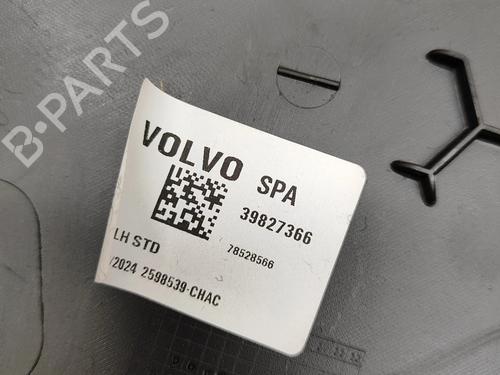 B·PARTS
VOLVO SPA
39827366
LH STD 78528566
/2024 2598539-CHAC